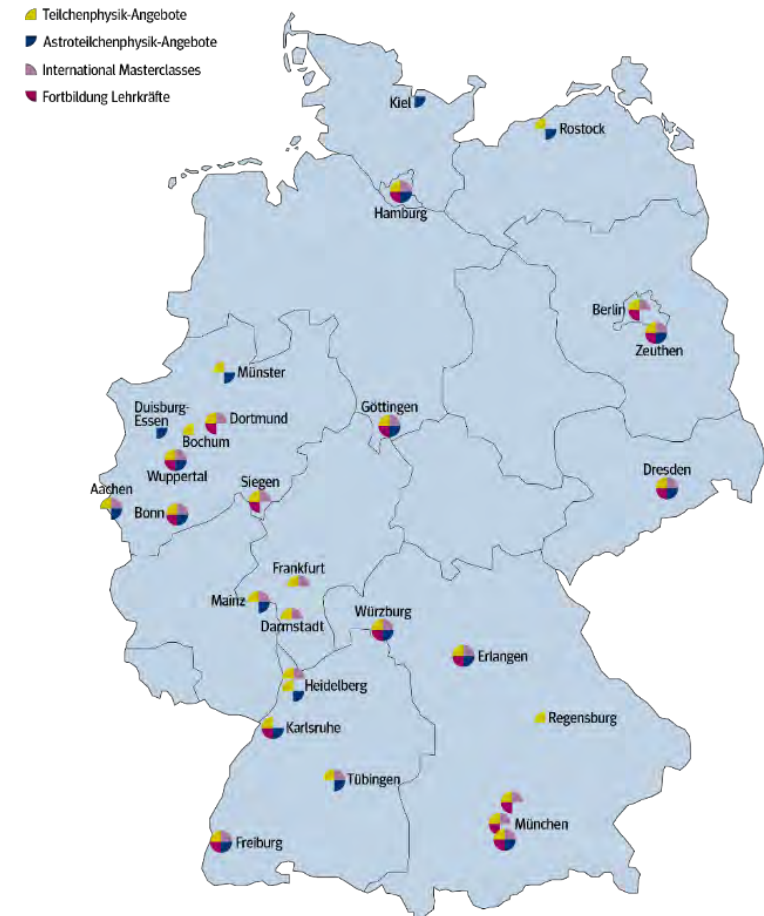 Teilchenphysik-Angebote
Astroteilchenphysik-Angebote
International Masterclasses
Fortbildung Lehrkräfte
Kiel
Rostock
Hamburg
Berlin
Zeuthen
Münster
Duisburg-
Essen
Dortmund
Bochum
Göttingen
Wuppertal
Dresden
Aachen
Siegen
Bonn
Frankfurt
Mainz
Darmstadt
Würzburg
Erlangen
Heidelberg
Regensburg
Karlsruhe
Tübingen
München
Freiburg